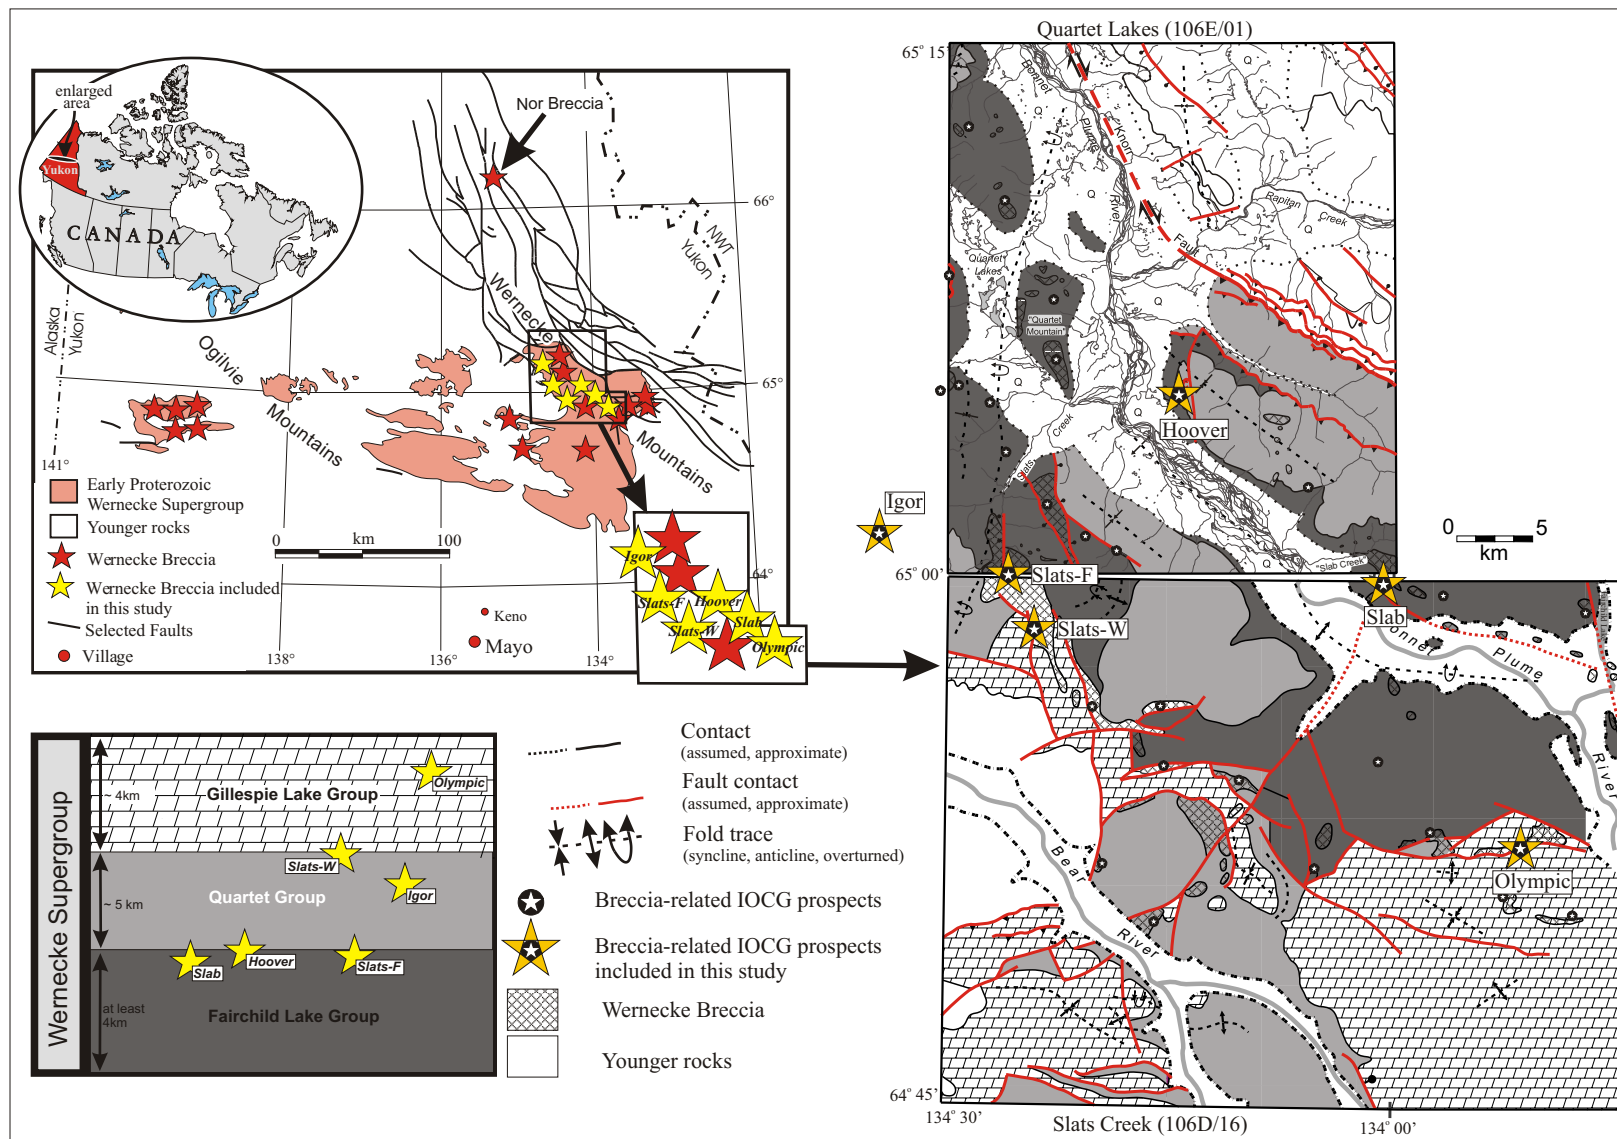 Quartet Lakes (106E/01)
65° 15'
enlarged
area
Yukon
CANADA
Nor Breccia
66°
NWT
Yukon
Wernecke
Mountains
65°
Alaska
Yukon
Ogilvie
Mountains
141°
Early Proterozoic
Wernecke Supergroup
Younger rocks
Wernecke Breccia
Wernecke Breccia included
in this study
Selected Faults
Village
0 km 100
64°
Keno
Mayo
138°
136°
134°
Igor
Slats-F
Hoover
Slats-W
Slab
Olympic
Bonnet
Plume
River
Knorr
Fault
Rapitan
Creek
Quartet
Lakes
"Quartet
Mountain"
Q
Q
Q
Q
Q
Q
Q
Q
Q
Q
Q
Q
Hoover
Slats
Creek
"Slab Creek"
Igor
0 5
km
65° 00'
Slats-F
Slats-W
Slab
Bonnet
Plume
River
Olympic
Bear
River
64° 45'
134° 30'
134° 00'
Slats Creek (106D/16)
Wernecke Supergroup
~ 4km
Gillespie Lake Group
Olympic
Slats-W
~ 5 km
Quartet Group
Igor
Slab
Hoover
Slats-F
at least
4km
Fairchild Lake Group
Contact
(assumed, approximate)
Fault contact
(assumed, approximate)
Fold trace
(syncline, anticline, overturned)
Breccia-related IOCG prospects
Breccia-related IOCG prospects
included in this study
Wernecke Breccia
Younger rocks